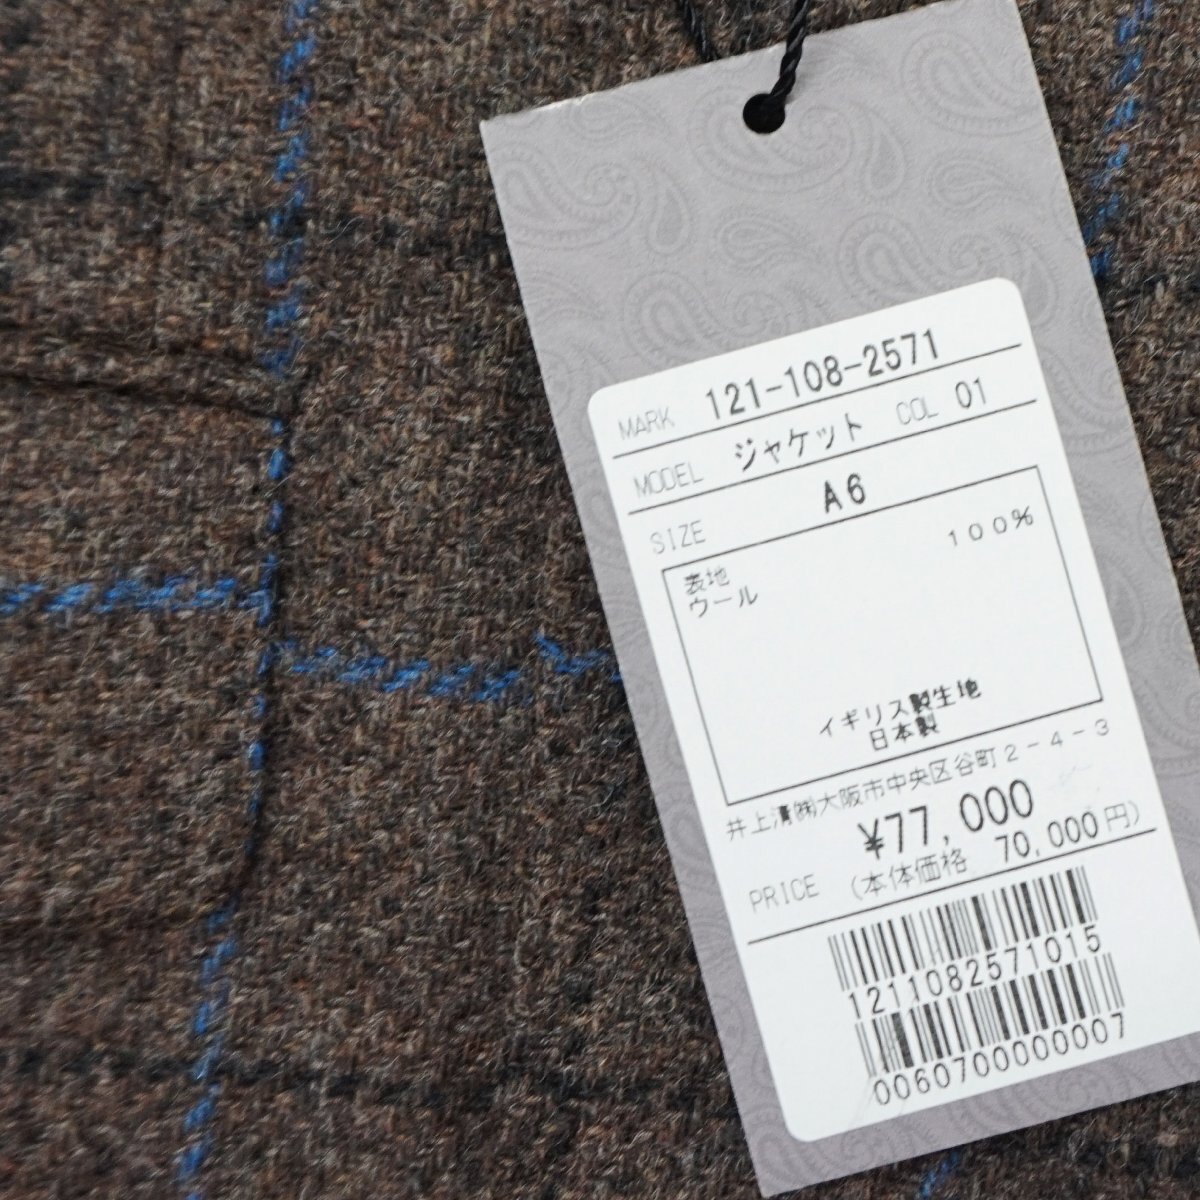 MARK 121-108-2571
MODEL ジャケット COL 01
SIZE A6
100%
表地
ウール
イギリス製生地
日本製
井上清㈱大阪市中央区谷町2-4-3
¥77,000
PRICE (本体価格 70,000円)
1211082571015
0060700000007